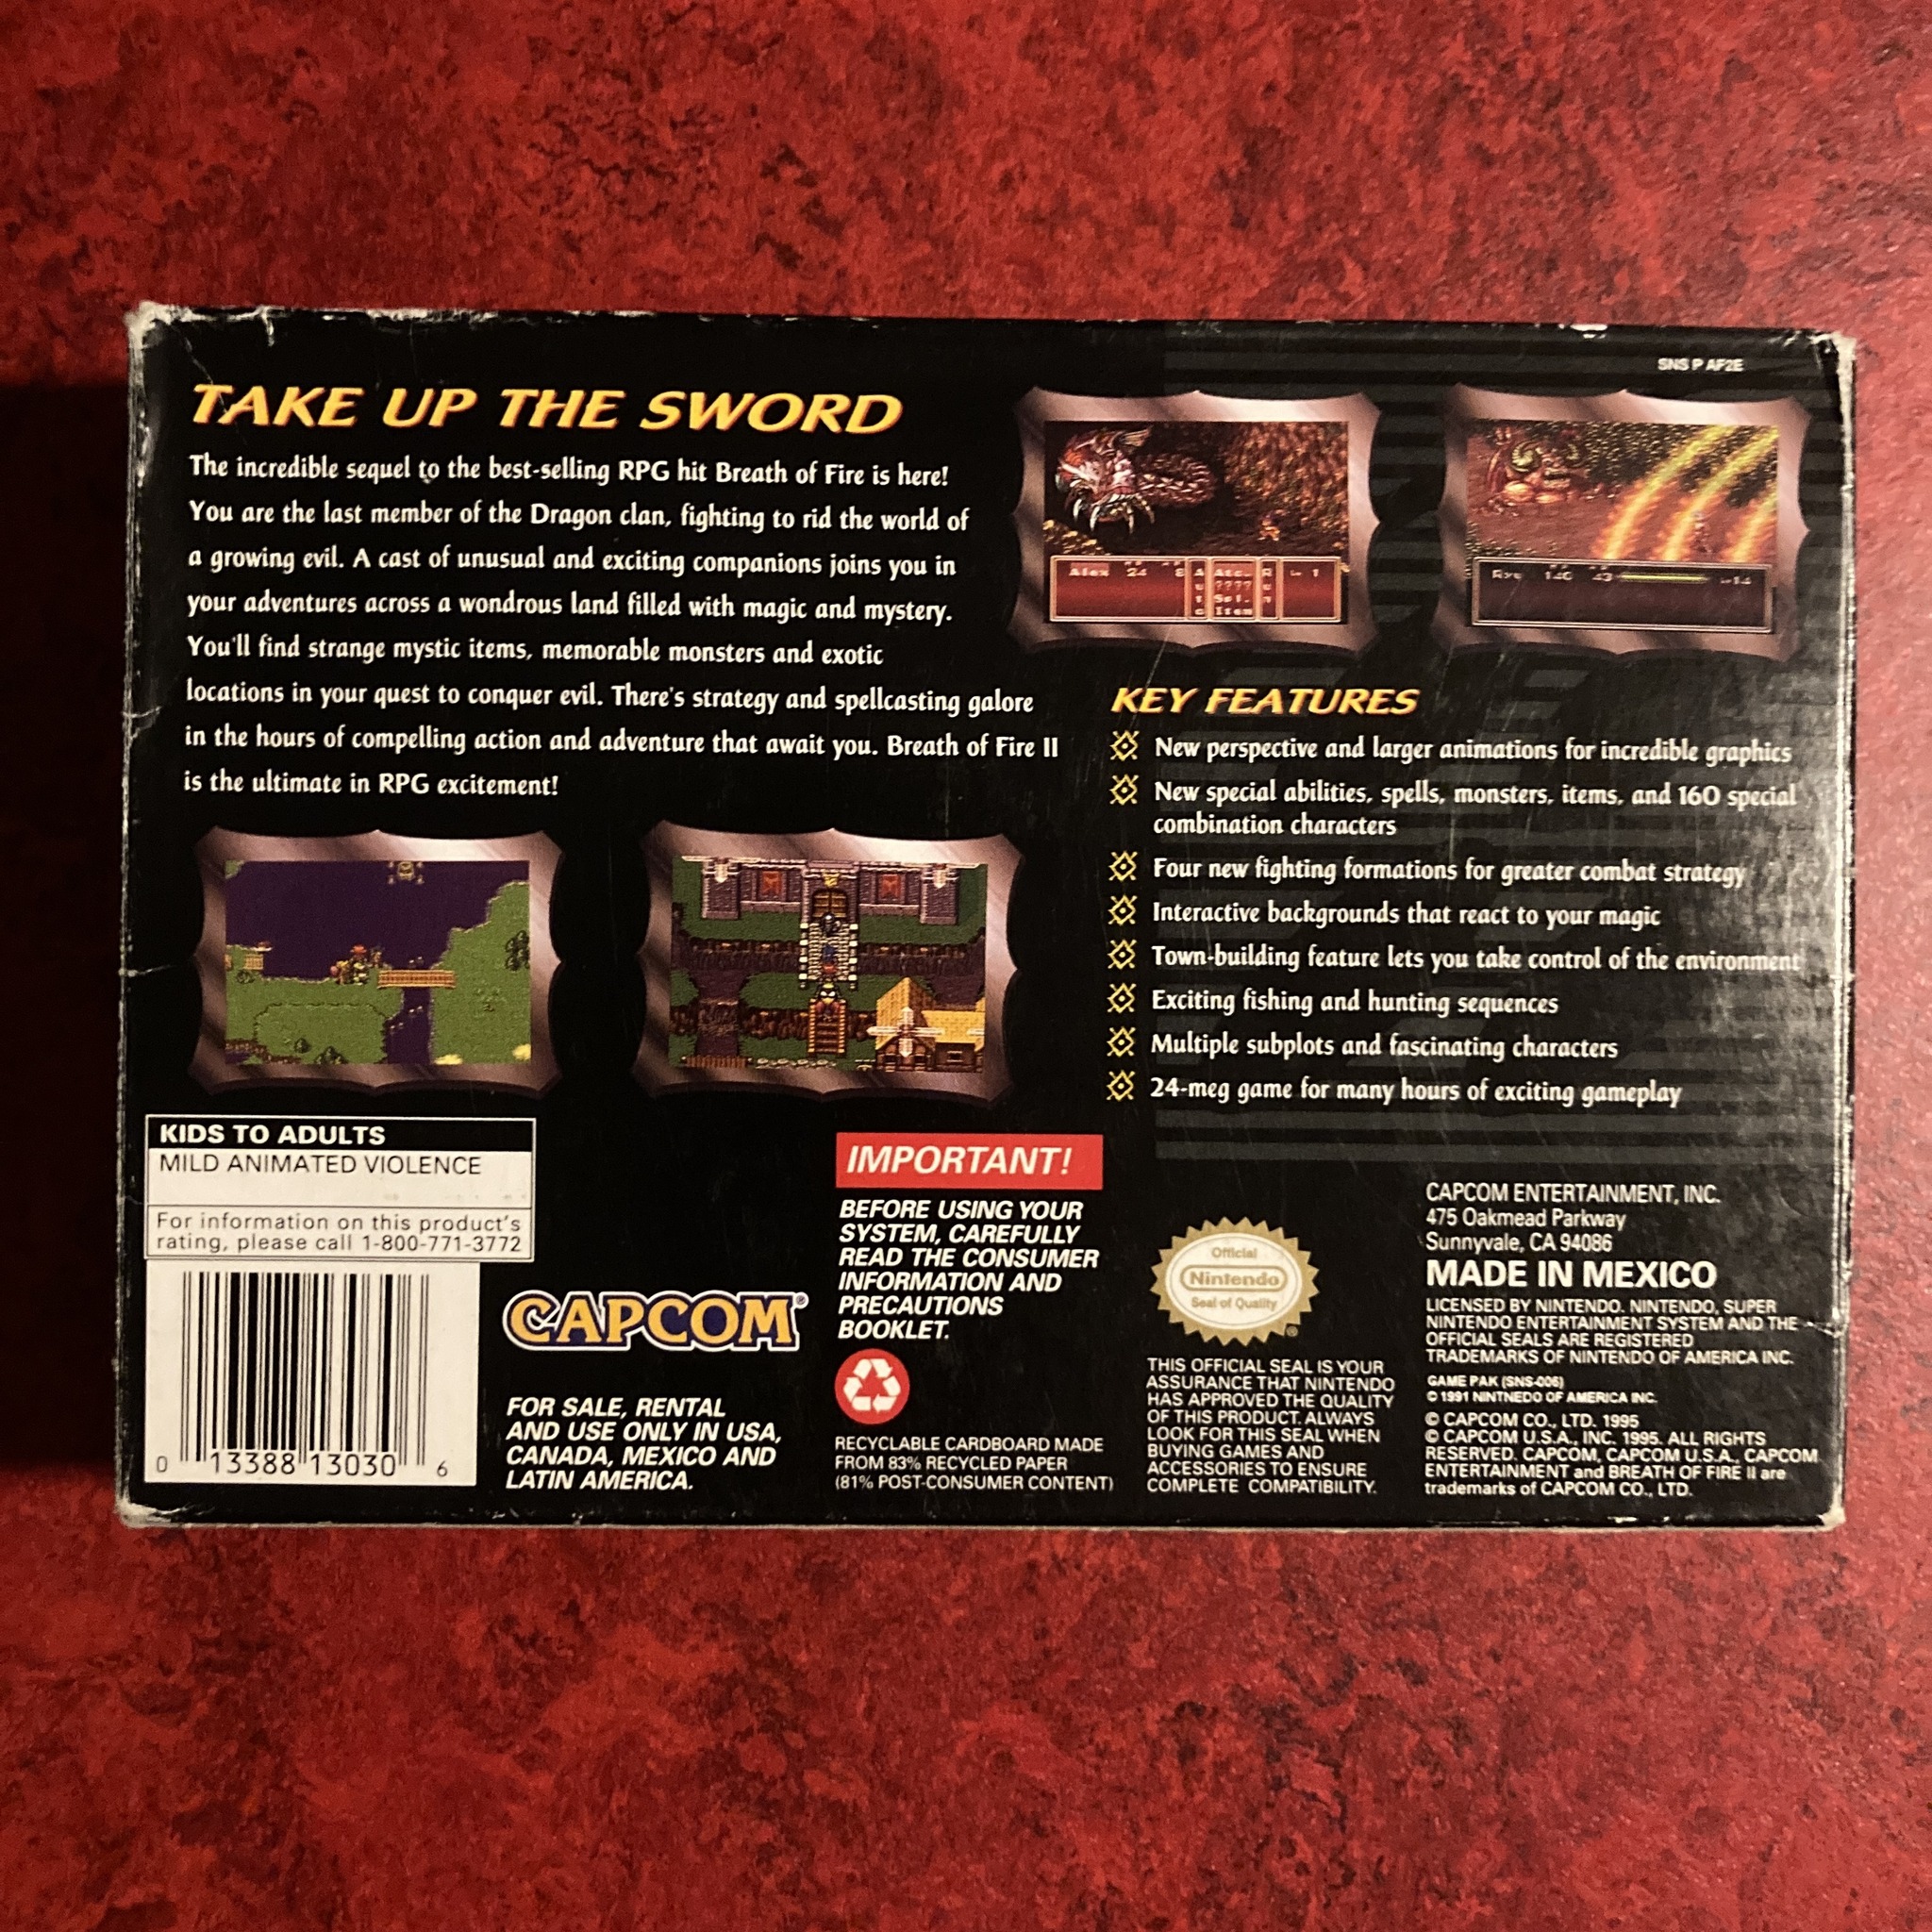 SNS P AF2E
TAKE UP THE SWORD
The incredible sequel to the best-selling RPG hit Breath of Fire is here!
You are the last member of the Dragon clan, fighting to rid the world of
a growing evil. A cast of unusual and exciting companions joins you in
your adventures across a wondrous land filled with magic and mystery.
You'll find strange mystic items, memorable monsters and exotic
locations in your quest to conquer evil. There's strategy and spellcasting galore
in the hours of compelling action and adventure that await you. Breath of Fire II
is the ultimate in RPG excitement!
Alex 24 8
????
Item
Lv 1
Ryu 140 43
KEY FEATURES
New perspective and larger animations for incredible graphics
New special abilities, spells, monsters, items, and 160 special
combination characters
Four new fighting formations for greater combat strategy
Interactive backgrounds that react to your magic
Town-building feature lets you take control of the environment
Exciting fishing and hunting sequences
Multiple subplots and fascinating characters
24-meg game for many hours of exciting gameplay
KIDS TO ADULTS
MILD ANIMATED VIOLENCE
For information on this product's
rating, please call 1-800-771-3772
0 13388 13030 6
CAPCOM®
FOR SALE, RENTAL
AND USE ONLY IN USA,
CANADA, MEXICO AND
LATIN AMERICA.
IMPORTANT!
BEFORE USING YOUR
SYSTEM, CAREFULLY
READ THE CONSUMER
INFORMATION AND
PRECAUTIONS
BOOKLET.
RECYCLABLE CARDBOARD MADE
FROM 83% RECYCLED PAPER
(81% POST-CONSUMER CONTENT)
Official
Nintendo
Seal of Quality
®
THIS OFFICIAL SEAL IS YOUR
ASSURANCE THAT NINTENDO
HAS APPROVED THE QUALITY
OF THIS PRODUCT. ALWAYS
LOOK FOR THIS SEAL WHEN
BUYING GAMES AND
ACCESSORIES TO ENSURE
COMPLETE COMPATIBILITY.
CAPCOM ENTERTAINMENT, INC.
475 Oakmead Parkway
Sunnyvale, CA 94086
MADE IN MEXICO
LICENSED BY NINTENDO. NINTENDO, SUPER
NINTENDO ENTERTAINMENT SYSTEM AND THE
OFFICIAL SEALS ARE REGISTERED
TRADEMARKS OF NINTENDO OF AMERICA INC.
GAME PAK (SNS-006)
© 1991 NINTNEDO OF AMERICA INC.
© CAPCOM CO., LTD. 1995
© CAPCOM U.S.A., INC. 1995. ALL RIGHTS
RESERVED. CAPCOM, CAPCOM U.S.A., CAPCOM
ENTERTAINMENT and BREATH OF FIRE II are
trademarks of CAPCOM CO., LTD.